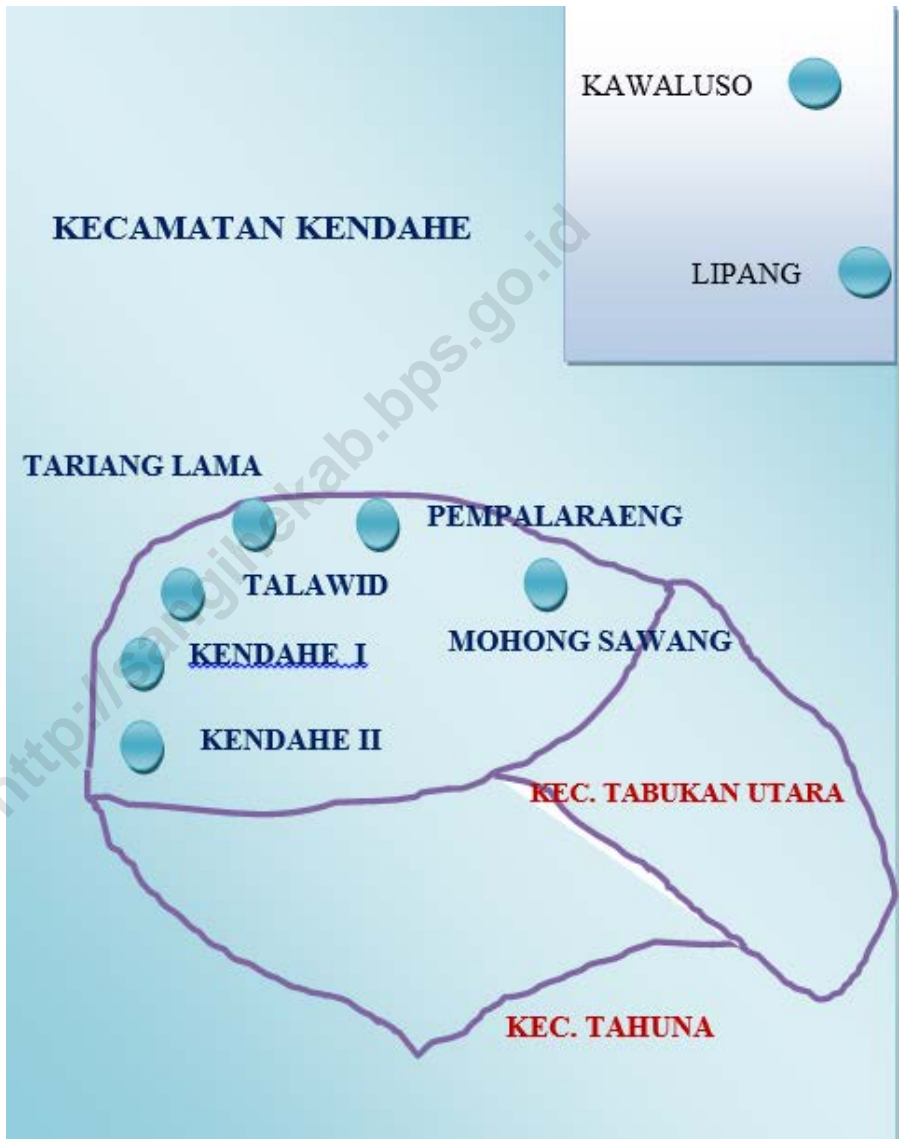 KAWALUSO
KECAMATAN KENDAHE
LIPANG
TARIANG LAMA
PEMPALARAENG
TALAWID
MOHONG SAWANG
KENDAHE I
KENDAHE II
KEC. TABUKAN UTARA
KEC. TAHUNA
http://sangihekab.bps.go.id